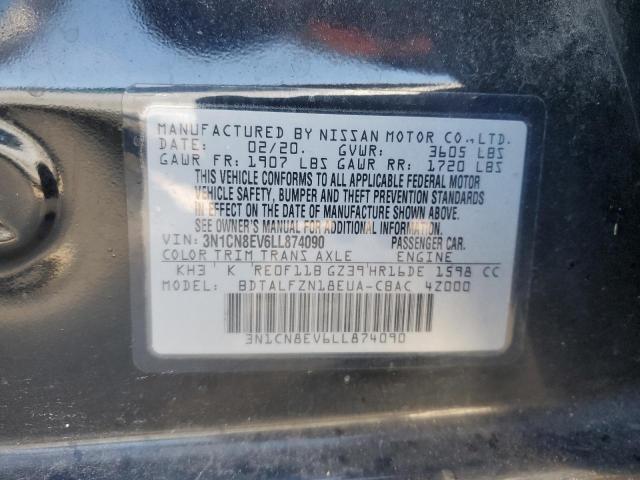 MANUFACTURED BY NISSAN MOTOR CO., LTD.
DATE: 02/20. GVWR: 3605 LBS
GAWR FR: 1907 LBS GAWR RR: 1720 LBS
THIS VEHICLE CONFORMS TO ALL APPLICABLE FEDERAL MOTOR
VEHICLE SAFETY, BUMPER AND THEFT PREVENTION STANDARDS
IN EFFECT ON THE DATE OF MANUFACTURE SHOWN ABOVE.
SEE OWNER'S MANUAL FOR ADDITIONAL INFORMATION.
VIN: 3N1CN8EV6LL874090 PASSENGER CAR.
COLOR TRIM TRANS AXLE ENGINE
KH3 K RE0F11B GZ39 HR16DE 1598 CC
MODEL: BDTALFZN18EUA-CBAC 4Z000
3N1CN8EV6LL874090